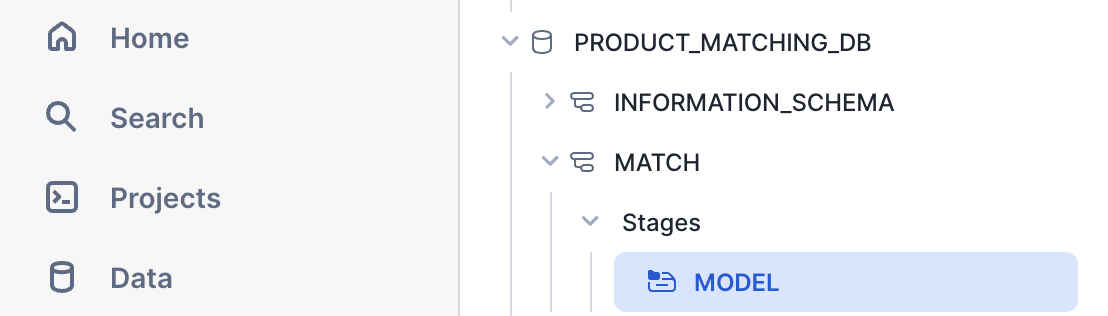 Home
Search
Projects
Data
PRODUCT_MATCHING_DB
INFORMATION_SCHEMA
MATCH
Stages
MODEL